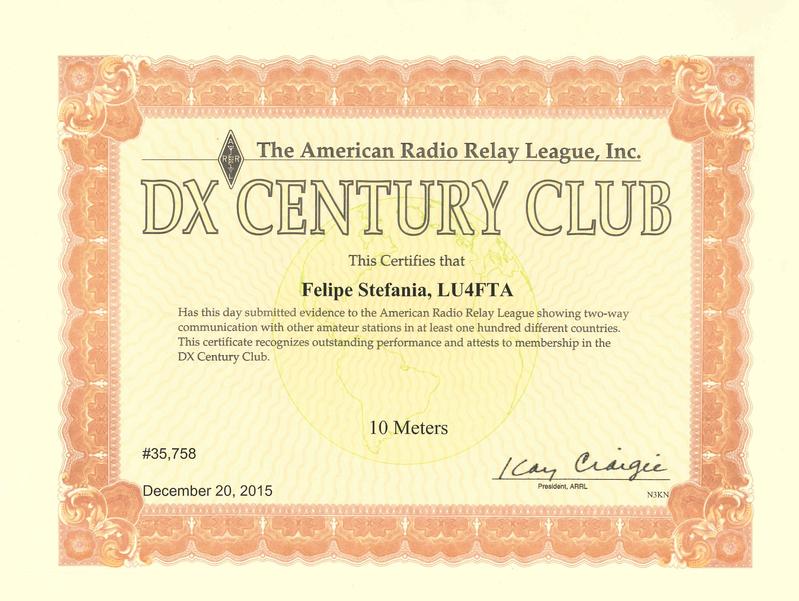 The American Radio Relay League, Inc.
DX CENTURY CLUB
This Certifies that
Felipe Stefania, LU4FTA
Has this day submitted evidence to the American Radio Relay League showing two-way
communication with other amateur stations in at least one hundred different countries.
This certificate recognizes outstanding performance and attests to membership in the
DX Century Club.
10 Meters
#35,758
Kay Craigie
President, ARRL
December 20, 2015
N3KN